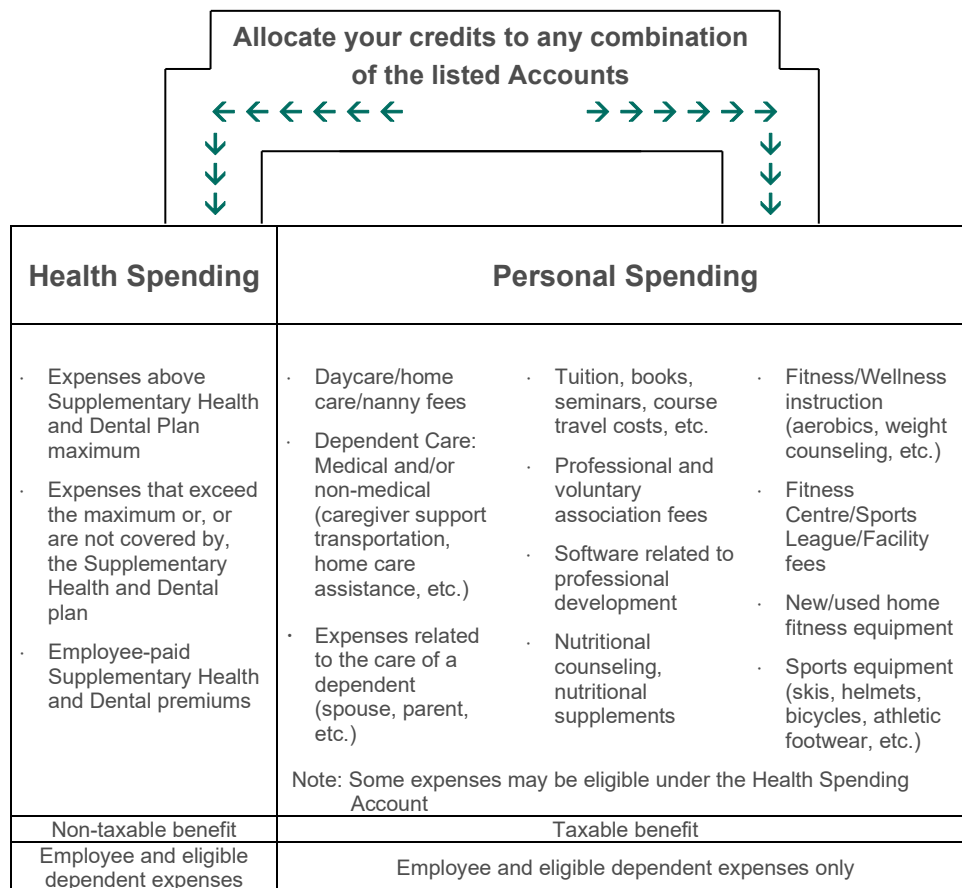 Allocate your credits to any combination
of the listed Accounts
Health Spending
Personal Spending
· Expenses above
Supplementary Health
and Dental Plan
maximum
· Expenses that exceed
the maximum or, or
are not covered by,
the Supplementary
Health and Dental
plan
· Employee-paid
Supplementary Health
and Dental premiums
· Daycare/home
care/nanny fees
· Dependent Care:
Medical and/or
non-medical
(caregiver support
transportation,
home care
assistance, etc.)
· Expenses related
to the care of a
dependent
(spouse, parent,
etc.)
· Tuition, books,
seminars, course
travel costs, etc.
· Professional and
voluntary
association fees
· Software related to
professional
development
· Nutritional
counseling,
nutritional
supplements
· Fitness/Wellness
instruction
(aerobics, weight
counseling, etc.)
· Fitness
Centre/Sports
League/Facility
fees
· New/used home
fitness equipment
· Sports equipment
(skis, helmets,
bicycles, athletic
footwear, etc.)
Note: Some expenses may be eligible under the Health Spending
Account
Non-taxable benefit
Taxable benefit
Employee and eligible
dependent expenses
Employee and eligible dependent expenses only